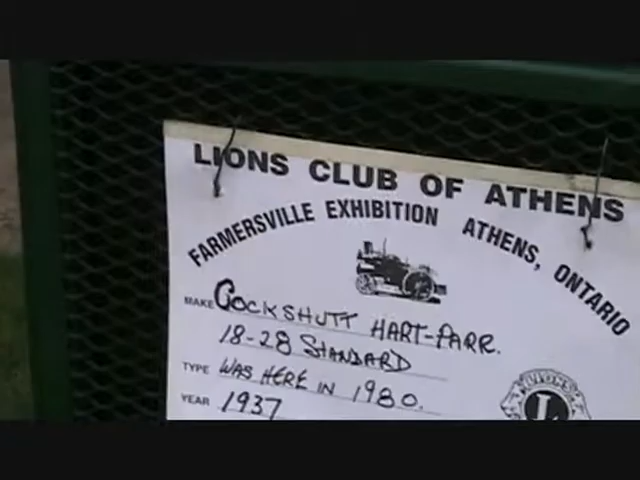 LIONS CLUB OF ATHENS
FARMERSVILLE EXHIBITION ATHENS, ONTARIO
MAKE COCKSHUTT HART-PARR.
18-28 STANDARD
TYPE WAS HERE IN 1980.
YEAR 1937
L